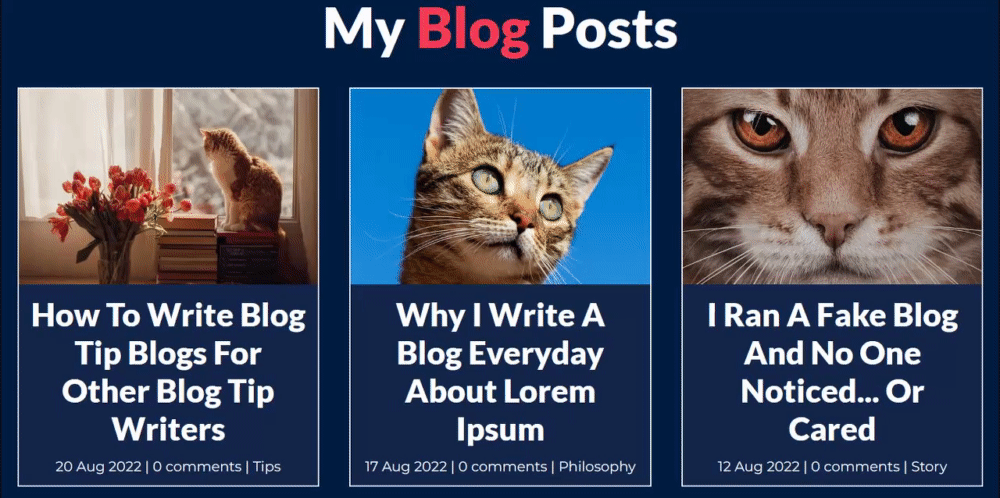 My Blog Posts
How To Write Blog
Tip Blogs For
Other Blog Tip
Writers
20 Aug 2022 | 0 comments | Tips
Why I Write A
Blog Everyday
About Lorem
Ipsum
17 Aug 2022 | 0 comments | Philosophy
I Ran A Fake Blog
And No One
Noticed... Or
Cared
12 Aug 2022 | 0 comments | Story